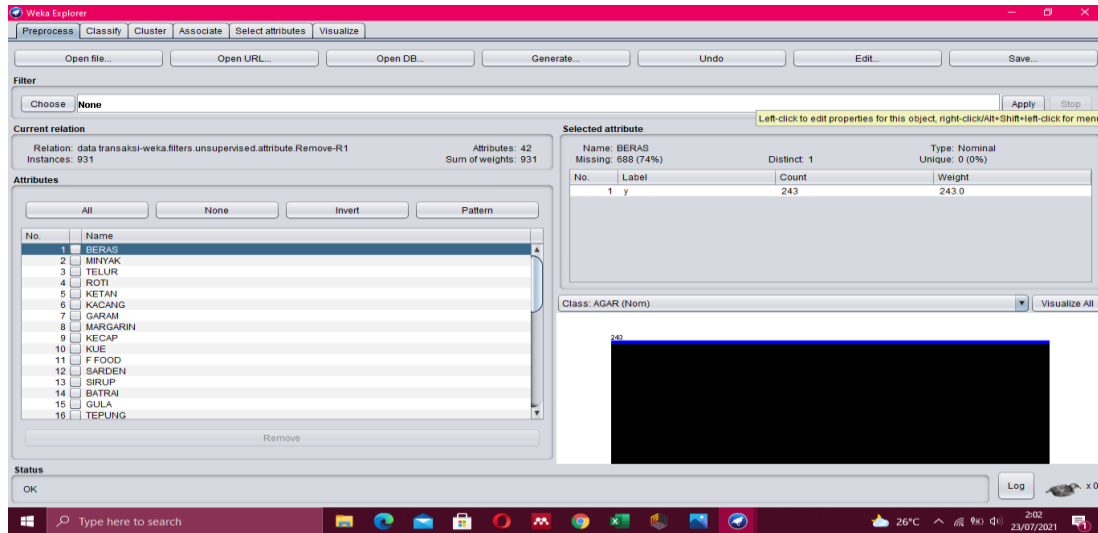 Weka Explorer
Preprocess Classify Cluster Associate Select attributes Visualize
Open file... Open URL... Open DB... Generate... Undo Edit... Save...
Filter
Choose None Apply Stop
Left-click to edit properties for this object, right-click/Alt+Shift+left-click for menu
Current relation
Relation: data transaksi-weka.filters.unsupervised.attribute.Remove-R1 Attributes: 42
Instances: 931 Sum of weights: 931
Attributes
All None Invert Pattern
No. Name
1 BERAS
2 MINYAK
3 TELUR
4 ROTI
5 KETAN
6 KACANG
7 GARAM
8 MARGARIN
9 KECAP
10 KUE
11 F FOOD
12 SARDEN
13 SIRUP
14 BATRAI
15 GULA
16 TEPUNG
Remove
Selected attribute
Name: BERAS Type: Nominal
Missing: 688 (74%) Distinct: 1 Unique: 0 (0%)
No. Label Count Weight
1 y 243 243.0
Class: AGAR (Nom) Visualize All
243
Status
OK Log x 0
Type here to search 26°C 2:02
23/07/2021